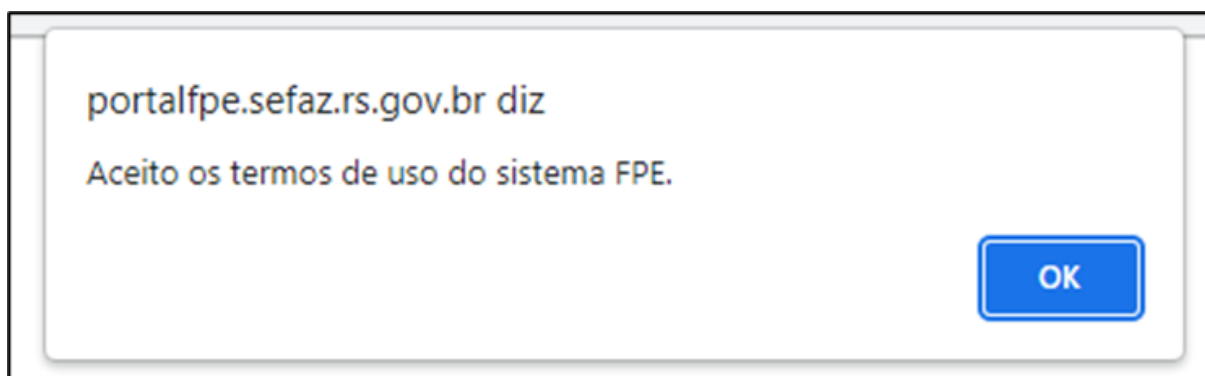 portalfpe.sefaz.rs.gov.br diz
Aceito os termos de uso do sistema FPE.
OK